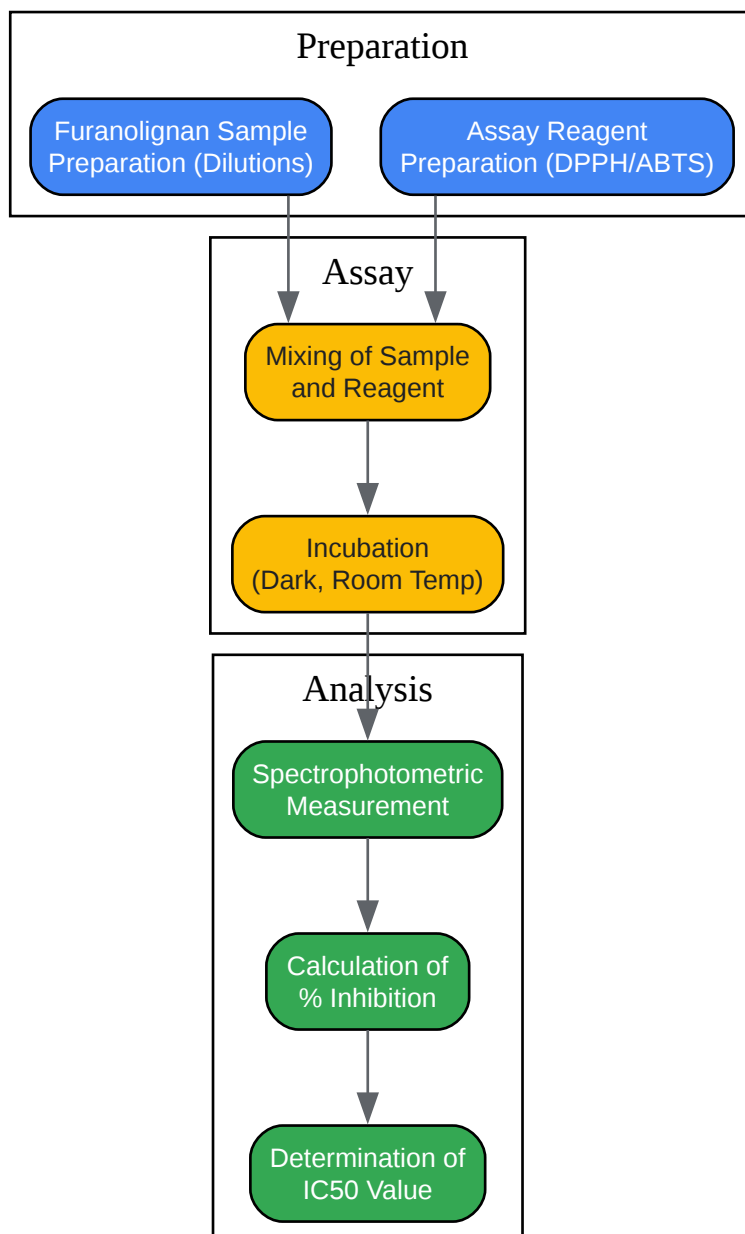 Preparation
Furanolignan Sample
Preparation (Dilutions)
Assay Reagent
Preparation (DPPH/ABTS)
Assay
Mixing of Sample
and Reagent
Incubation
(Dark, Room Temp)
Analysis
Spectrophotometric
Measurement
Calculation of
% Inhibition
Determination of
IC50 Value